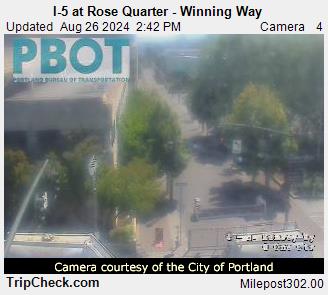 I-5 at Rose Quarter - Winning Way
Updated Aug 26 2024 2:42 PM Camera 4
PBOT
PORTLAND BUREAU OF TRANSPORTATION
Camera courtesy of the City of Portland
TripCheck.com Milepost302.00